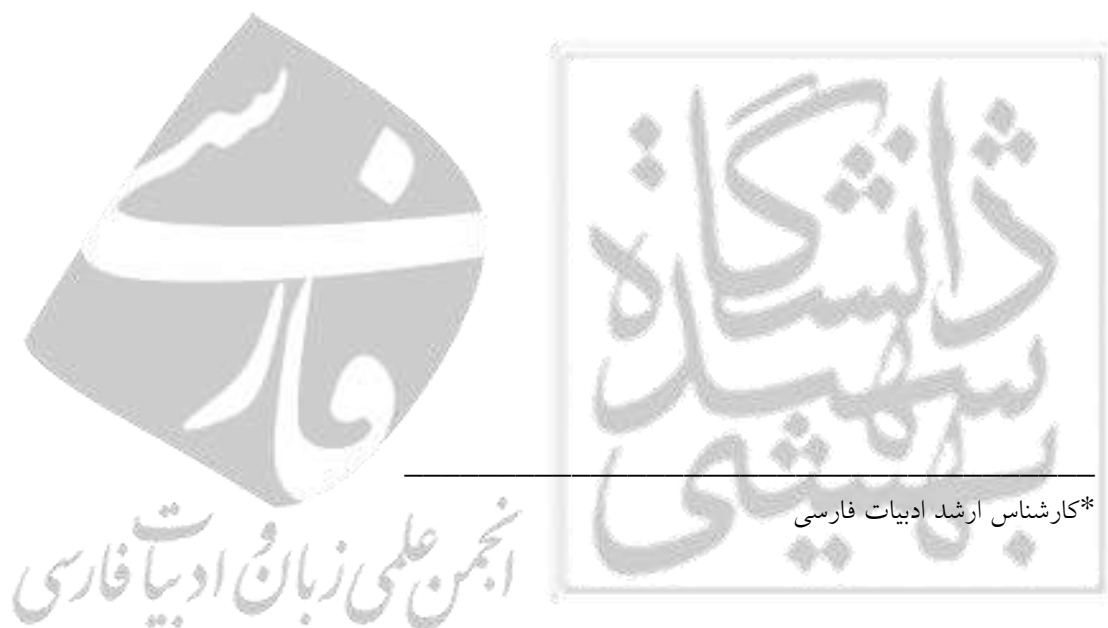 فارسی
انجمن علمی زبان و ادبیات فارسی
دانشگاه
شهید
بهشتی
*کارشناس ارشد ادبیات فارسی